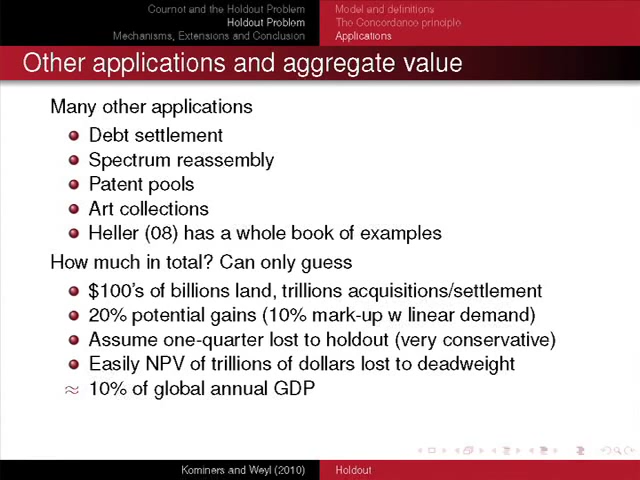 Cournot and the Holdout Problem
Holdout Problem
Mechanisms, Extensions and Conclusion
Model and definitions
The Concordance principle
Applications
Other applications and aggregate value
Many other applications
Debt settlement
Spectrum reassembly
Patent pools
Art collections
Heller (08) has a whole book of examples
How much in total? Can only guess
$100's of billions land, trillions acquisitions/settlement
20% potential gains (10% mark-up w linear demand)
Assume one-quarter lost to holdout (very conservative)
Easily NPV of trillions of dollars lost to deadweight
≈ 10% of global annual GDP
Kominers and Weyl (2010)
Holdout